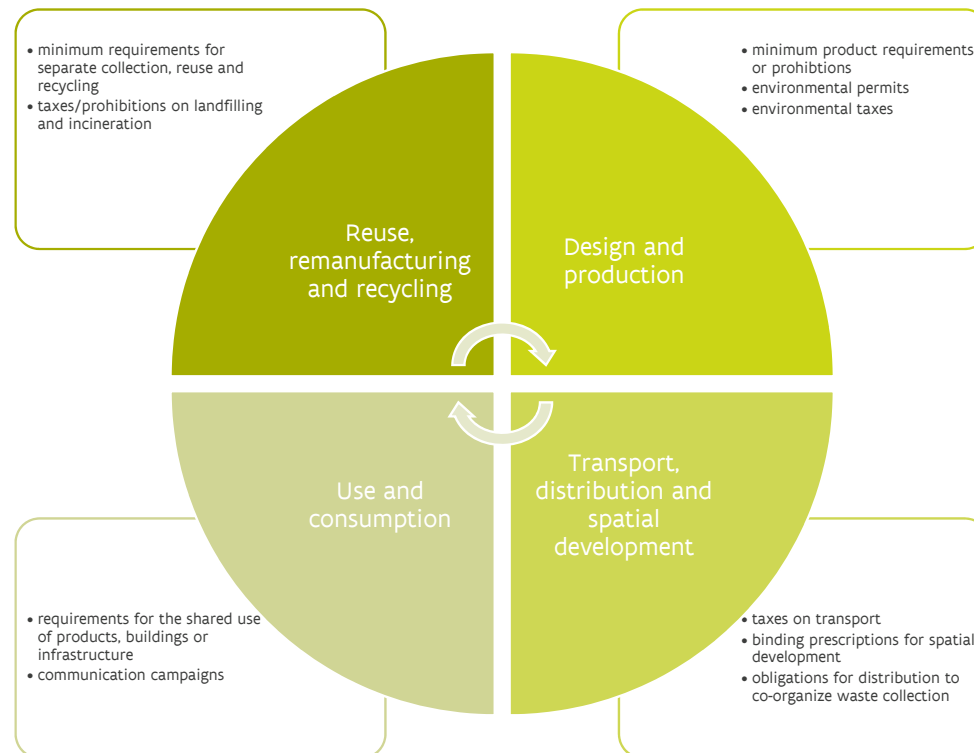 • minimum requirements for
separate collection, reuse and
recycling
• taxes/prohibitions on landfilling
and incineration
• minimum product requirements
or prohibtions
• environmental permits
• environmental taxes
Reuse,
remanufacturing
and recycling
Design and
production
Use and
consumption
Transport,
distribution and
spatial
development
• requirements for the shared use
of products, buildings or
infrastructure
• communication campaigns
• taxes on transport
• binding prescriptions for spatial
development
• obligations for distribution to
co-organize waste collection